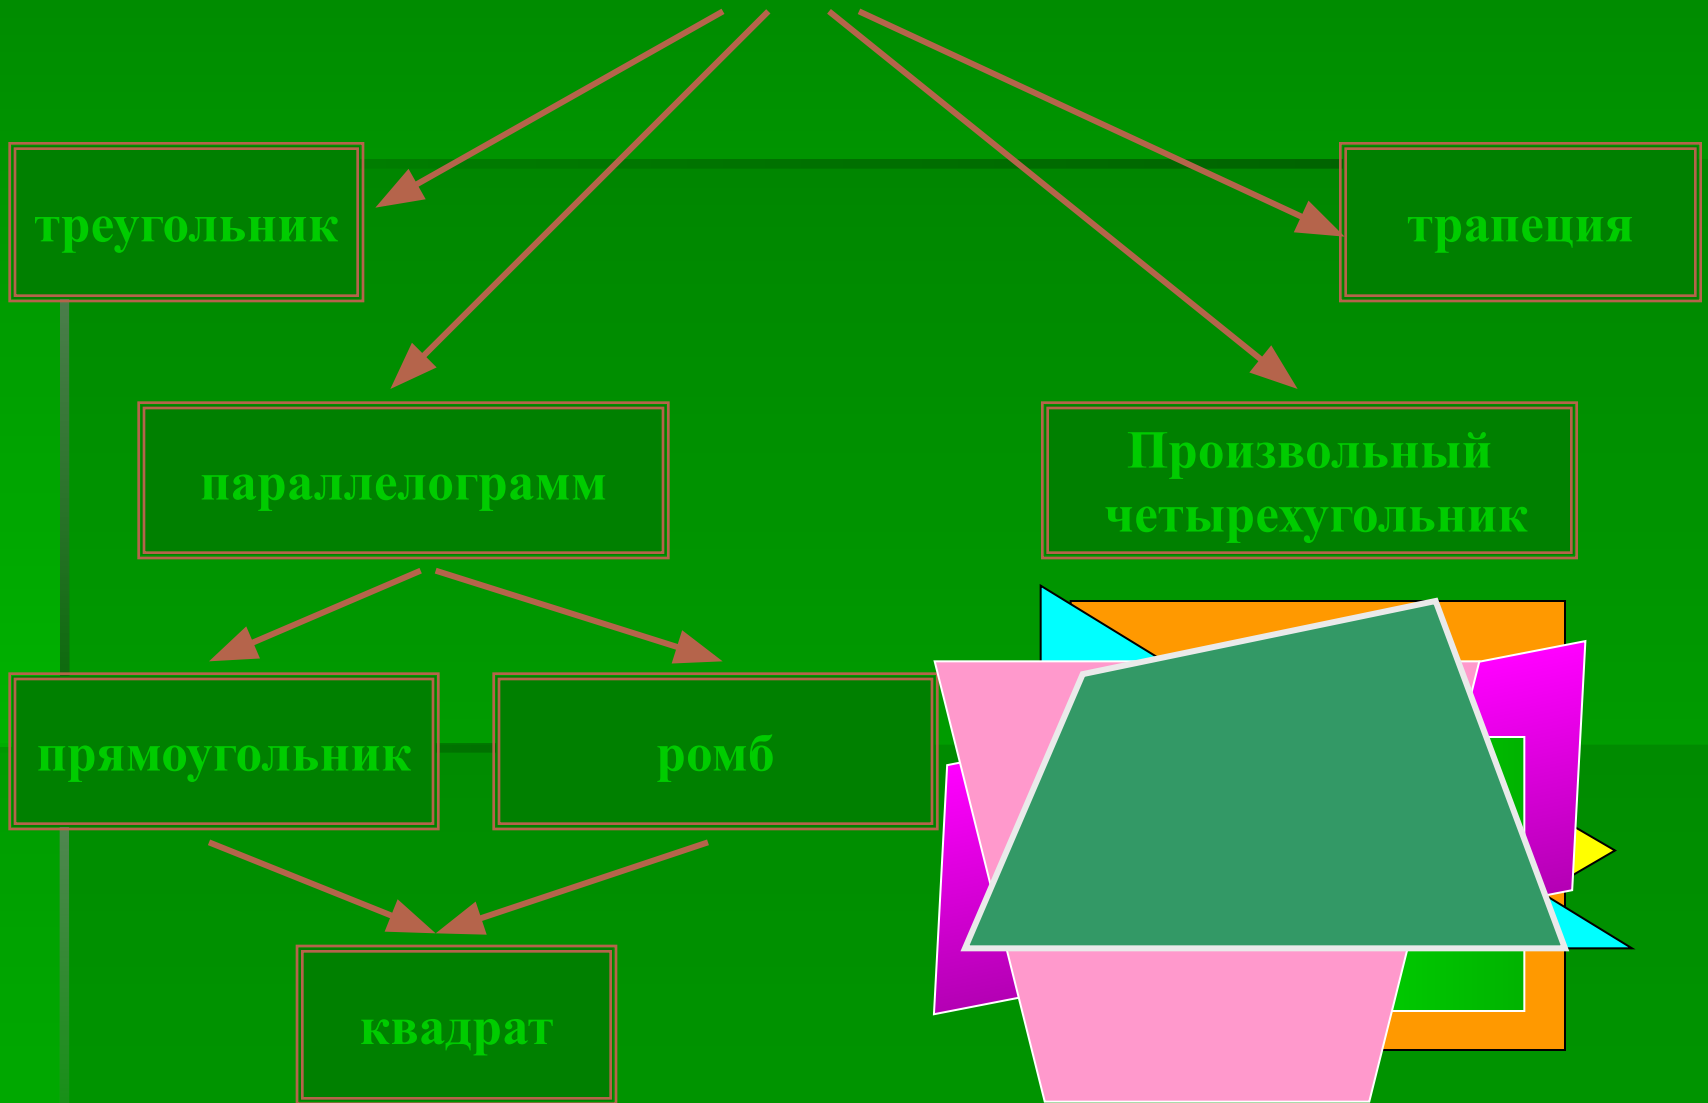 треугольник
трапеция
параллелограмм
Произвольный
четырехугольник
прямоугольник
ромб
квадрат